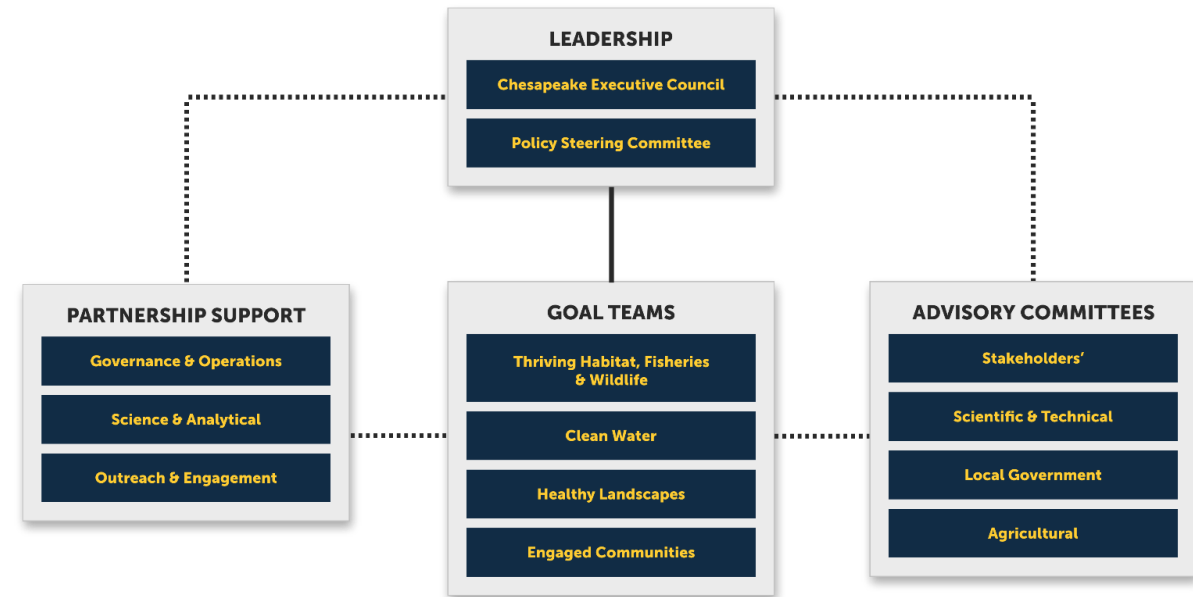 LEADERSHIP
Chesapeake Executive Council
Policy Steering Committee
PARTNERSHIP SUPPORT
Governance & Operations
Science & Analytical
Outreach & Engagement
GOAL TEAMS
Thriving Habitat, Fisheries
& Wildlife
Clean Water
Healthy Landscapes
Engaged Communities
ADVISORY COMMITTEES
Stakeholders’
Scientific & Technical
Local Government
Agricultural